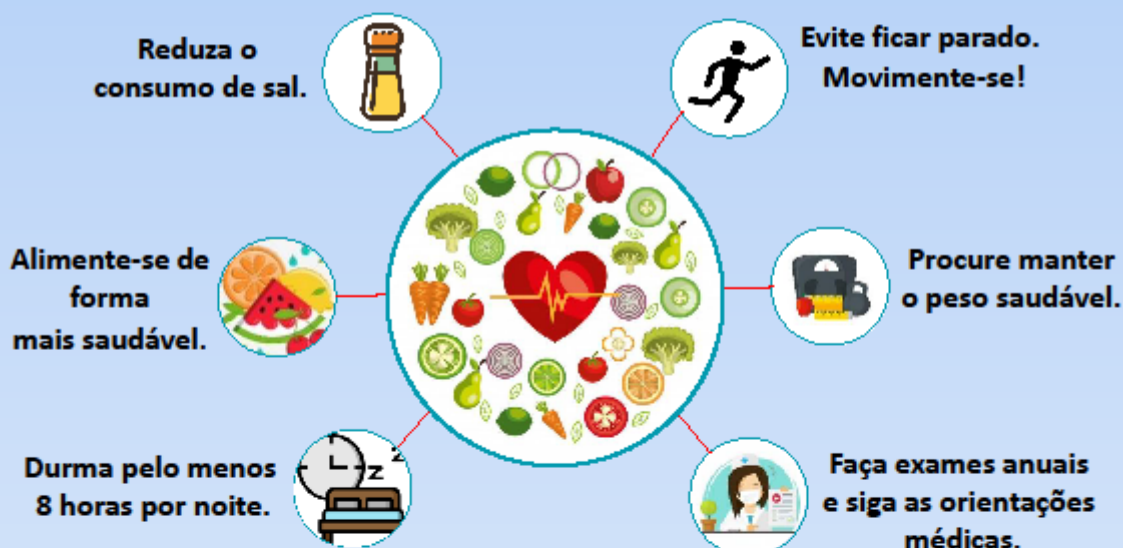 Reduza o
consumo de sal.
Evite ficar parado.
Movimente-se!
Alimente-se de
forma
mais saudável.
Procure manter
o peso saudável.
Durma pelo menos
8 horas por noite.
Faça exames anuais
e siga as orientações
médicas.